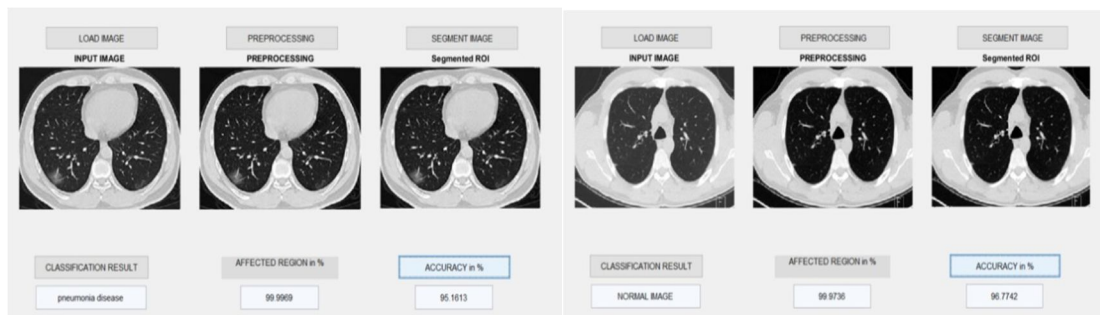 LOAD IMAGE
PREPROCESSING
SEGMENT IMAGE
INPUT IMAGE
PREPROCESSING
Segmented ROI
CLASSIFICATION RESULT
AFFECTED REGION in %
ACCURACY in %
pneumonia disease
99.9969
95.1613
LOAD IMAGE
PREPROCESSING
SEGMENT IMAGE
INPUT IMAGE
PREPROCESSING
Segmented ROI
CLASSIFICATION RESULT
AFFECTED REGION in %
ACCURACY in %
NORMAL IMAGE
99.9736
96.7742